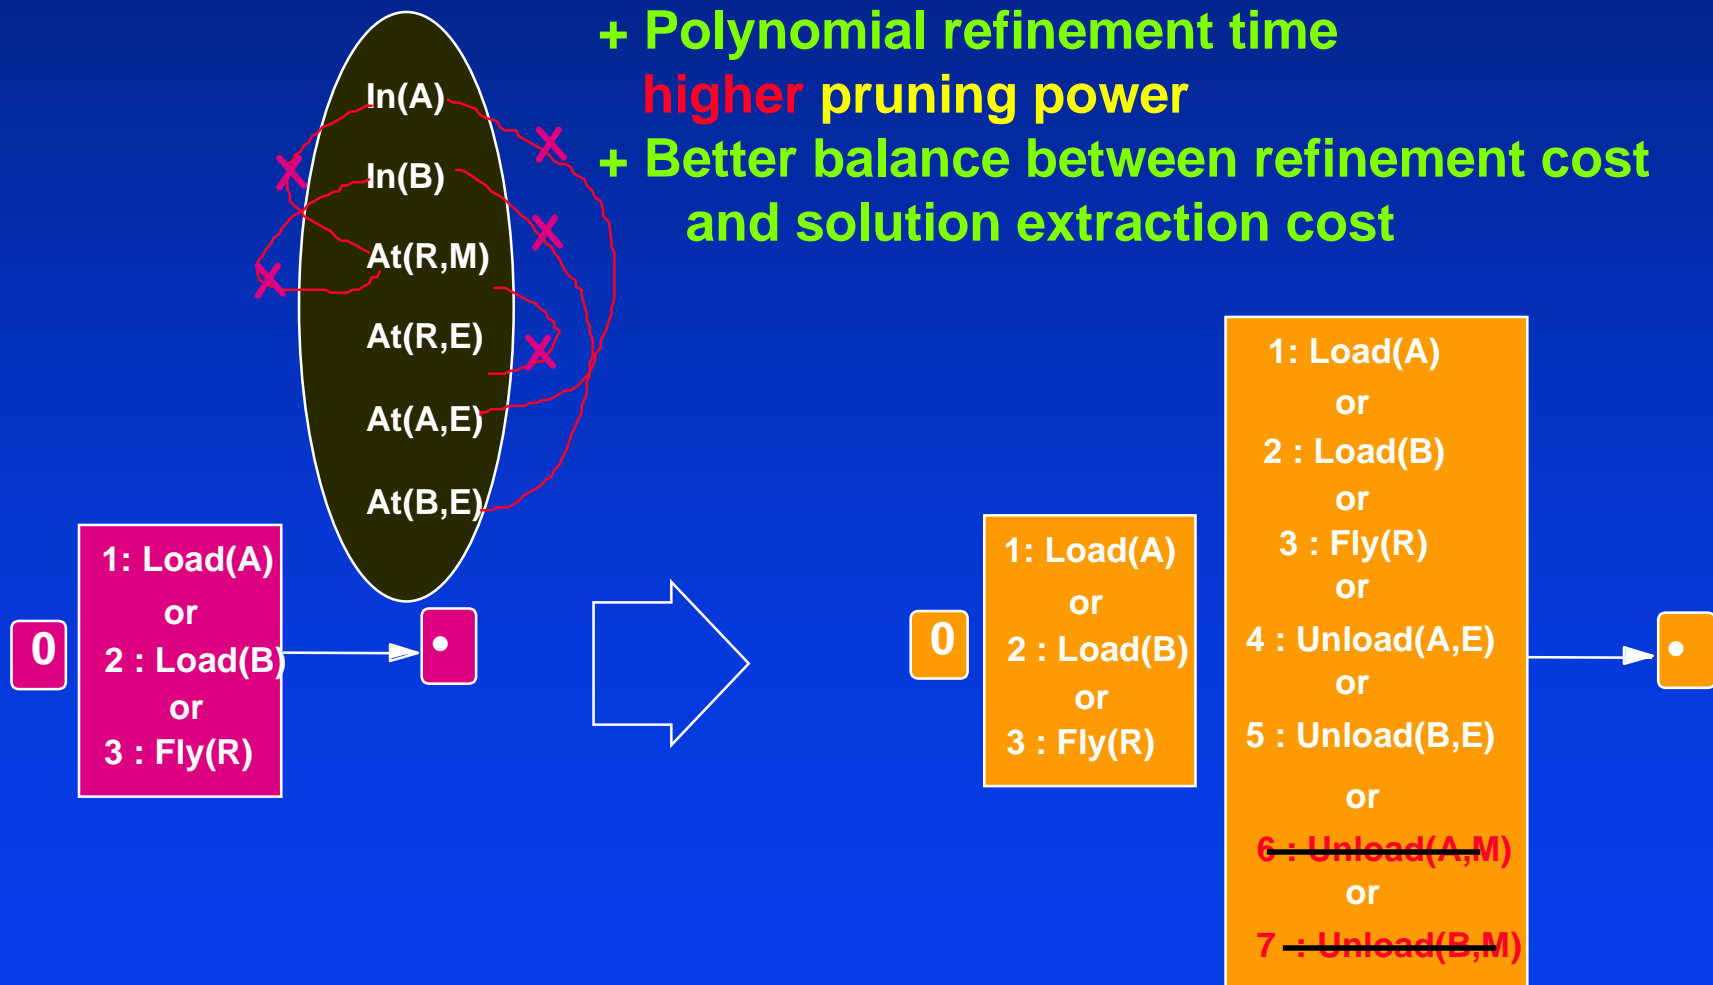 + Polynomial refinement time
higher pruning power
+ Better balance between refinement cost
and solution extraction cost
In(A)
In(B)
At(R,M)
At(R,E)
At(A,E)
At(B,E)
0
1: Load(A)
or
2 : Load(B)
or
3 : Fly(R)
0
1: Load(A)
or
2 : Load(B)
or
3 : Fly(R)
1: Load(A)
or
2 : Load(B)
or
3 : Fly(R)
or
4 : Unload(A,E)
or
5 : Unload(B,E)
or
6 : Unload(A,M)
or
7 : Unload(B,M)